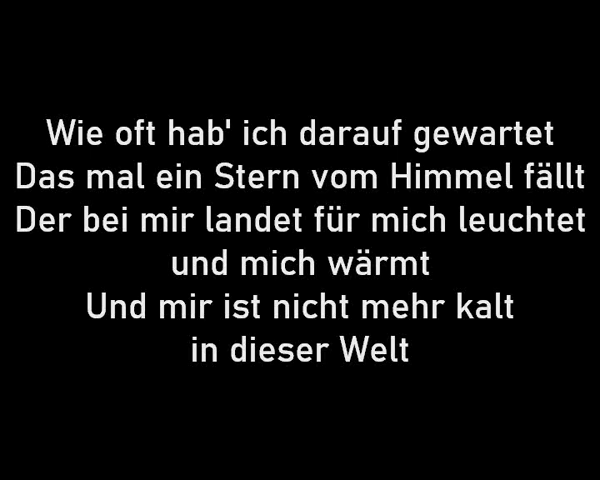 Wie oft hab' ich darauf gewartet
Das mal ein Stern vom Himmel fällt
Der bei mir landet für mich leuchtet
und mich wärmt
Und mir ist nicht mehr kalt
in dieser Welt